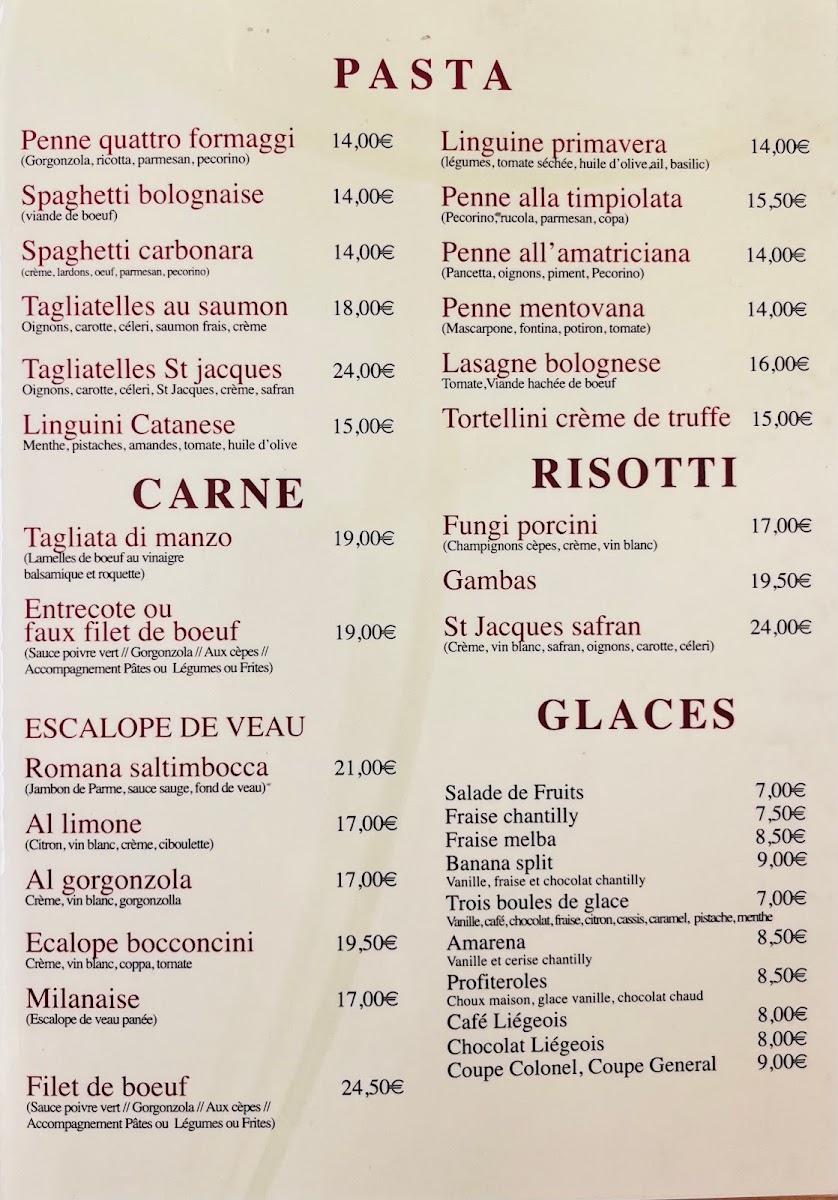 PASTA
Penne quattro formaggi 14,00€
(Gorgonzola, ricotta, parmesan, pecorino)
Spaghetti bolognaise 14,00€
(viande de boeuf)
Spaghetti carbonara 14,00€
(crème, lardons, oeuf, parmesan, pecorino)
Tagliatelles au saumon 18,00€
Oignons, carotte, céleri, saumon frais, crème
Tagliatelles St jacques 24,00€
Oignons, carotte, céleri, St Jacques, crème, safran
Linguini Catanese 15,00€
Menthe, pistaches, amandes, tomate, huile d'olive
CARNE
Tagliata di manzo 19,00€
(Lamelles de boeuf au vinaigre
balsamique et roquette)
Entrecote ou
faux filet de boeuf 19,00€
(Sauce poivre vert // Gorgonzola // Aux cèpes //
Accompagnement Pâtes ou Légumes ou Frites)
ESCALOPE DE VEAU
Romana saltimbocca 21,00€
(Jambon de Parme, sauce sauge, fond de veau)"
Al limone 17,00€
(Citron, vin blanc, crème, ciboulette)
Al gorgonzola 17,00€
Crème, vin blanc, gorgonzolla
Ecalope bocconcini 19,50€
Crème, vin blanc, coppa, tomate
Milanaise 17,00€
(Escalope de veau panée)
Filet de boeuf 24,50€
(Sauce poivre vert // Gorgonzola // Aux cèpes //
Accompagnement Pâtes ou Légumes ou Frites)
Linguine primavera 14,00€
(légumes, tomate séchée, huile d'olive,ail, basilic)
Penne alla timpiolata 15,50€
(Pecorino, rucola, parmesan, copa)
Penne all'amatriciana 14,00€
(Pancetta, oignons, piment, Pecorino)
Penne mentovana 14,00€
(Mascarpone, fontina, potiron, tomate)
Lasagne bolognese 16,00€
Tomate,Viande hachée de boeuf
Tortellini crème de truffe 15,00€
RISOTTI
Fungi porcini 17,00€
(Champignons cèpes, crème, vin blanc)
Gambas 19,50€
St Jacques safran 24,00€
(Crème, vin blanc, safran, oignons, carotte, céleri)
GLACES
Salade de Fruits 7,00€
Fraise chantilly 7,50€
Fraise melba 8,50€
Banana split 9,00€
Vanille, fraise et chocolat chantilly
Trois boules de glace 7,00€
Vanille, café, chocolat, fraise, citron, cassis, caramel, pistache, menthe
Amarena 8,50€
Vanille et cerise chantilly
Profiteroles 8,50€
Choux maison, glace vanille, chocolat chaud
Café Liégeois 8,00€
Chocolat Liégeois 8,00€
Coupe Colonel, Coupe General 9,00€